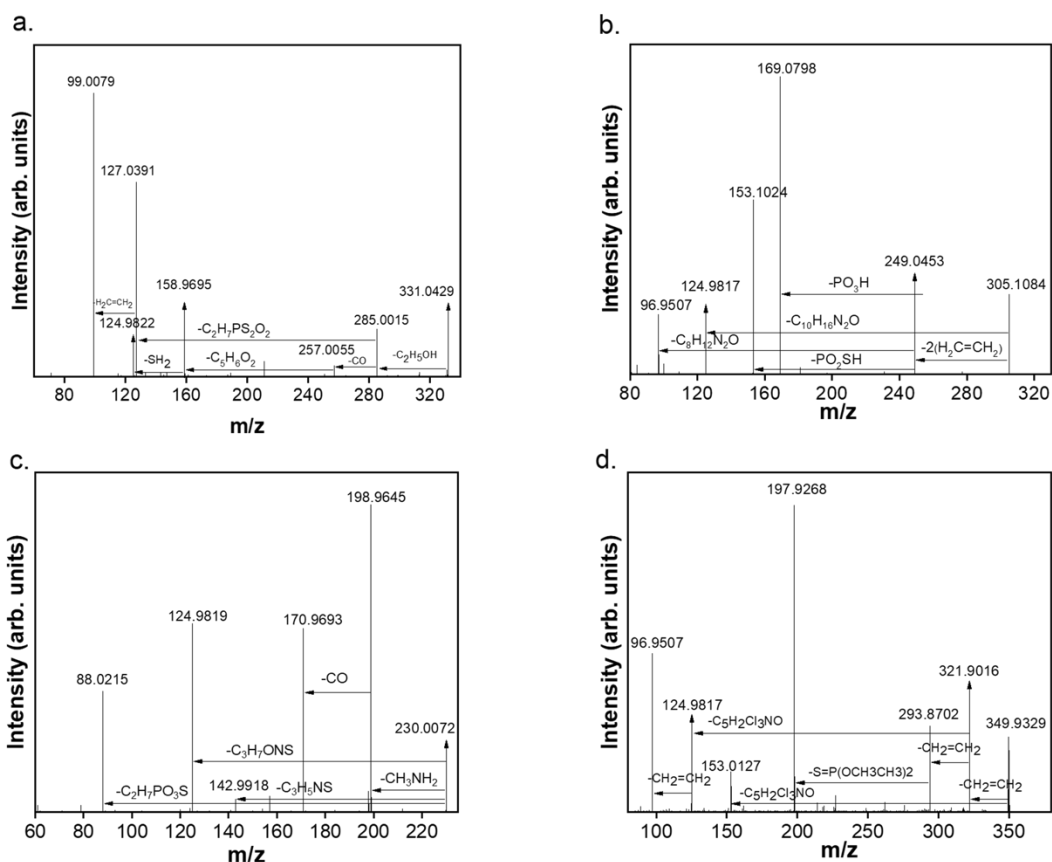 a.
Intensity (arb. units)
99.0079
127.0391
158.9695
331.0429
-H₂C=CH₂
124.9822
-C₂H₇PS₂O₂
285.0015
257.0055
-SH₂
-C₅H₆O₂
-CO
-C₂H₅OH
80 120 160 200 240 280 320
m/z
b.
Intensity (arb. units)
169.0798
153.1024
249.0453
305.1084
-PO₃H
124.9817
96.9507
-C₁₀H₁₆N₂O
-C₈H₁₂N₂O
-2(H₂C=CH₂)
-PO₂SH
80 120 160 200 240 280 320
m/z
c.
Intensity (arb. units)
198.9645
124.9819
170.9693
88.0215
-CO
230.0072
-C₃H₇ONS
142.9918
-C₃H₅NS
-CH₃NH₂
-C₂H₇PO₃S
60 80 100 120 140 160 180 200 220
m/z
d.
Intensity (arb. units)
197.9268
96.9507
321.9016
124.9817
-C₅H₂Cl₃NO
293.8702
349.9329
153.0127
-CH₂=CH₂
-S=P(OCH3CH3)2
-CH₂=CH₂
-C₅H₂Cl₃NO
-CH₂=CH₂
100 150 200 250 300 350
m/z